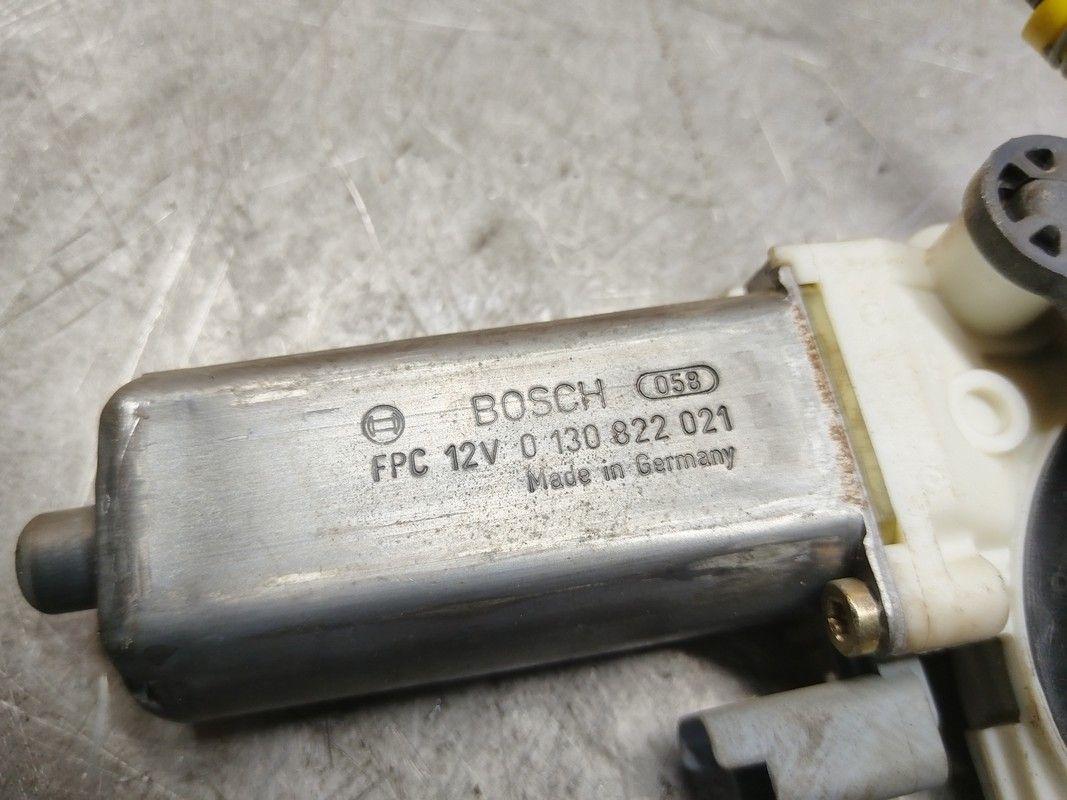 BOSCH 058
FPC 12V 0 130 822 021
Made in Germany